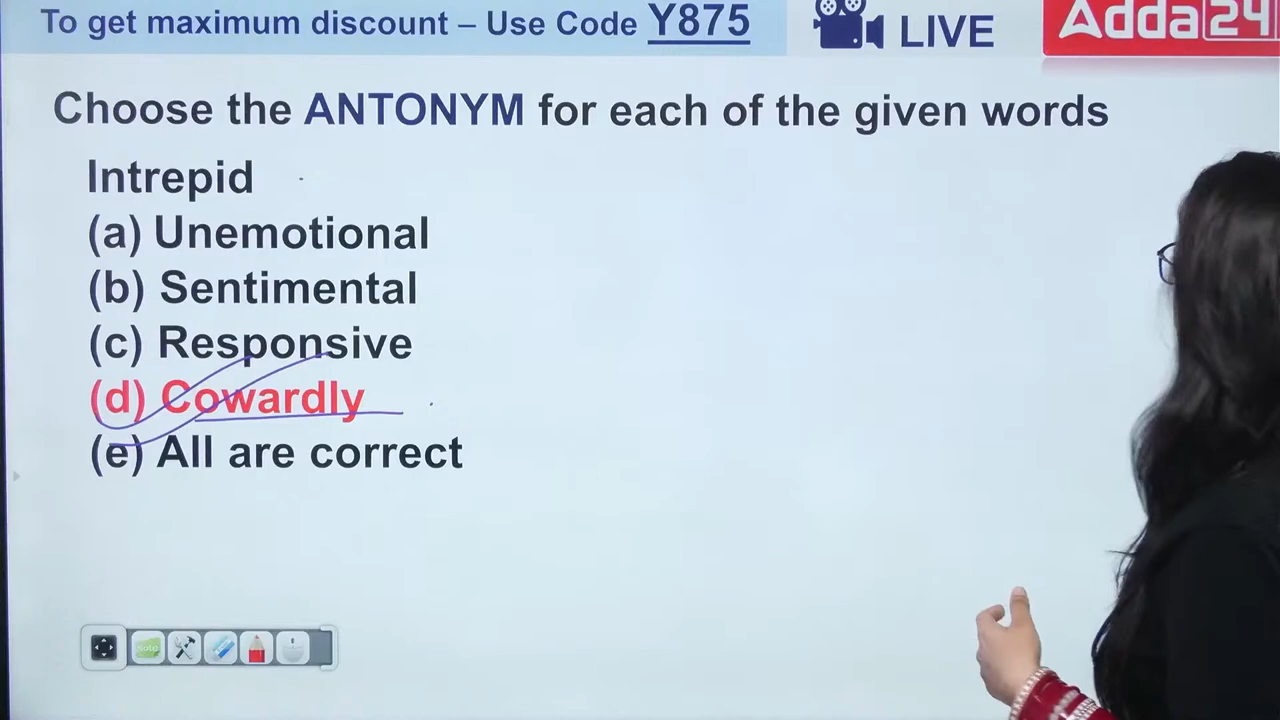 To get maximum discount – Use Code Y875
LIVE
Adda24
Choose the ANTONYM for each of the given words
Intrepid
(a) Unemotional
(b) Sentimental
(c) Responsive
(d) Cowardly
(e) All are correct